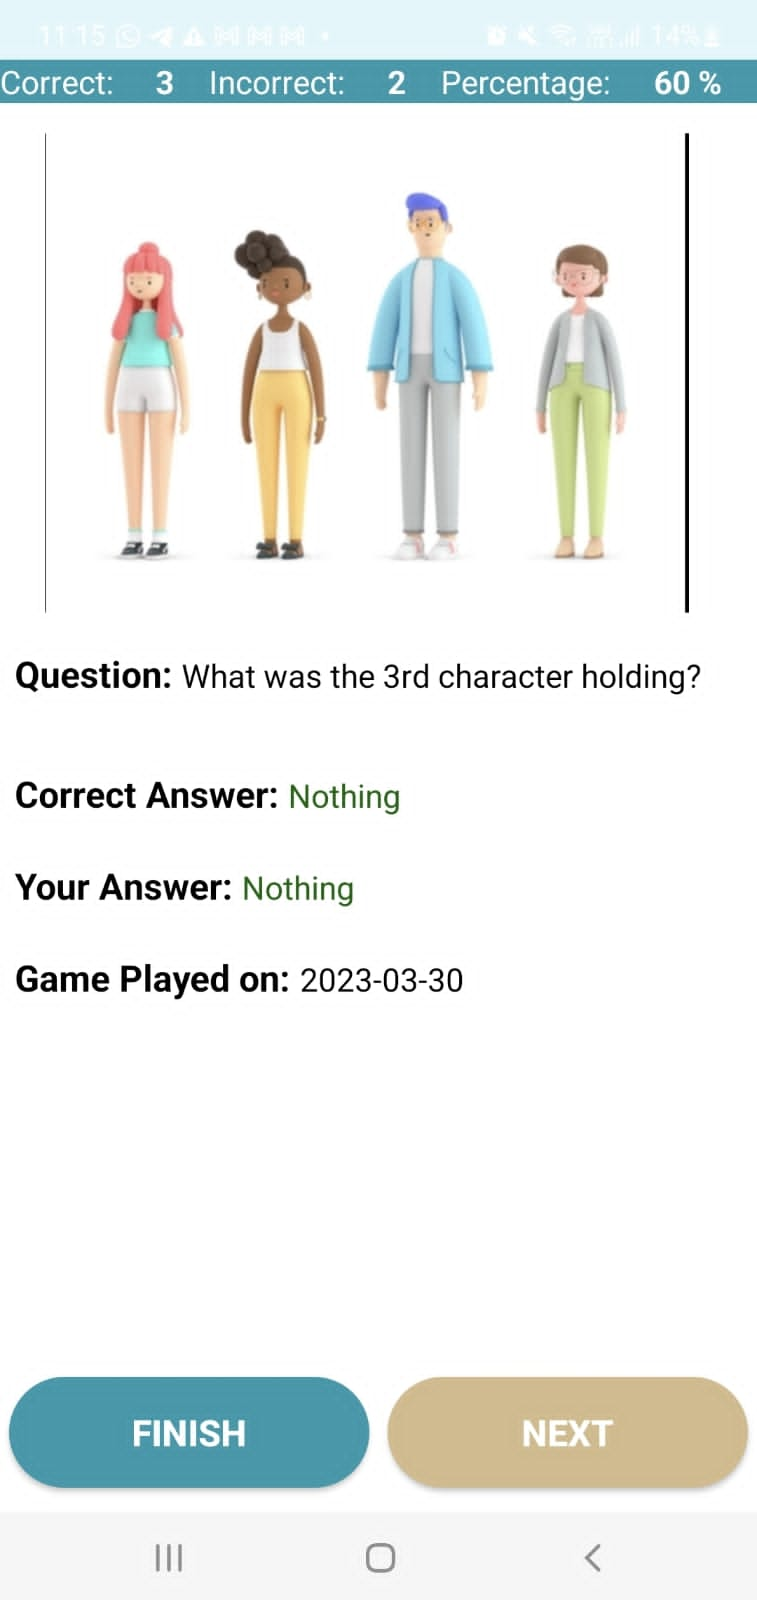 11:15 14%
Correct: 3 Incorrect: 2 Percentage: 60 %
Question: What was the 3rd character holding?
Correct Answer: Nothing
Your Answer: Nothing
Game Played on: 2023-03-30
FINISH NEXT